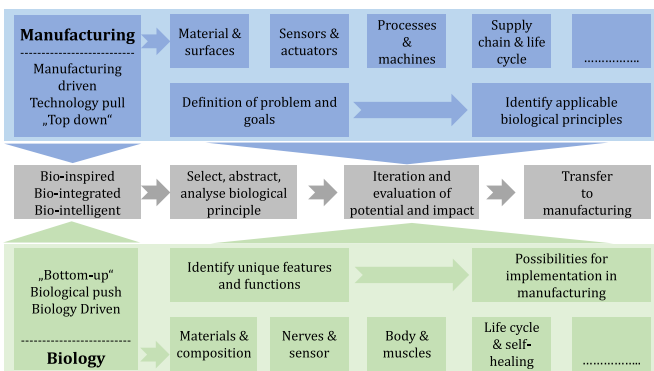 Manufacturing
--------------------
Manufacturing
driven
Technology pull
„Top down“
Material &
surfaces
Sensors &
actuators
Processes
&
machines
Supply
chain & life
cycle
…………….
Definition of problem and
goals
Identify applicable
biological principles
Bio-inspired
Bio-integrated
Bio-intelligent
Select, abstract,
analyse biological
principle
Iteration and
evaluation of
potential and impact
Transfer
to
manufacturing
„Bottom-up“
Biological push
Biology Driven
--------------------
Biology
Identify unique features
and functions
Possibilities for
implementation in
manufacturing
Materials &
composition
Nerves &
sensor
Body &
muscles
Life cycle
& self-
healing
……………..